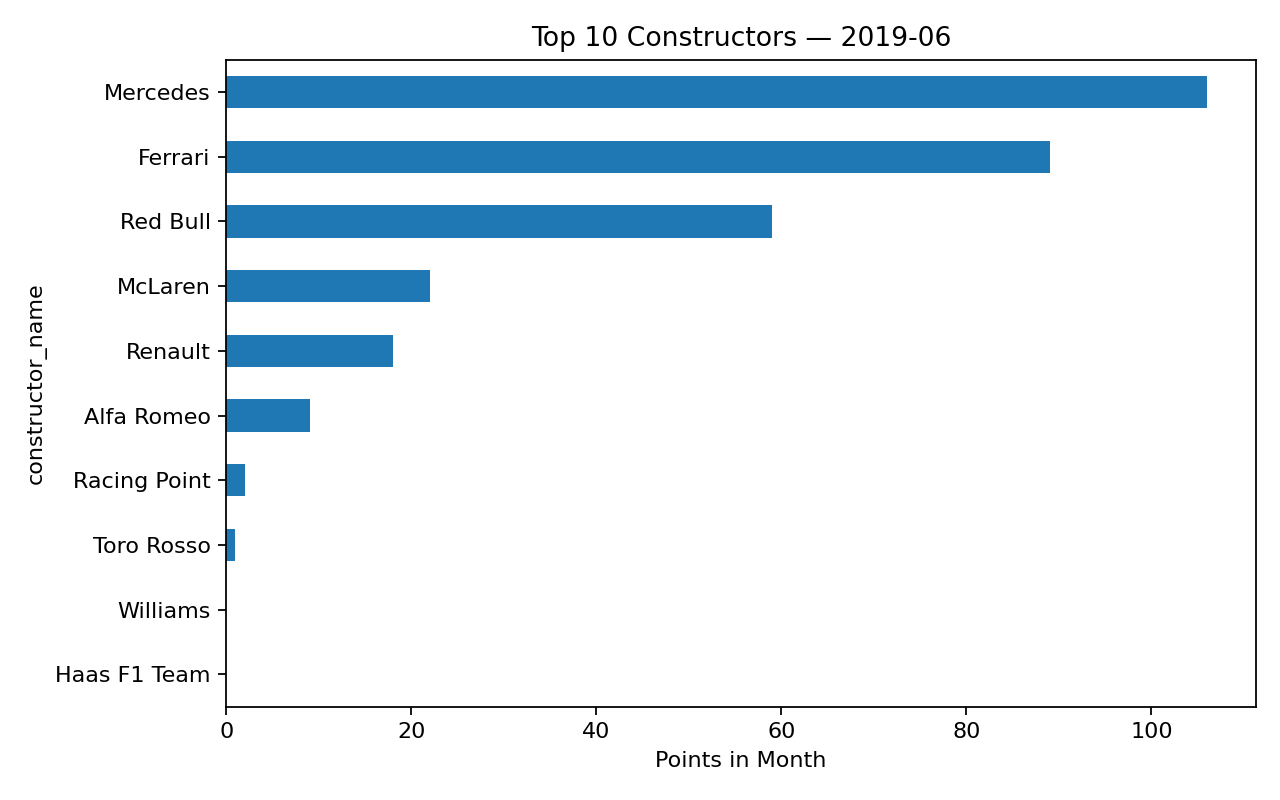 Top 10 Constructors — 2019-06
constructor_name
Mercedes
Ferrari
Red Bull
McLaren
Renault
Alfa Romeo
Racing Point
Toro Rosso
Williams
Haas F1 Team
0 20 40 60 80 100
Points in Month